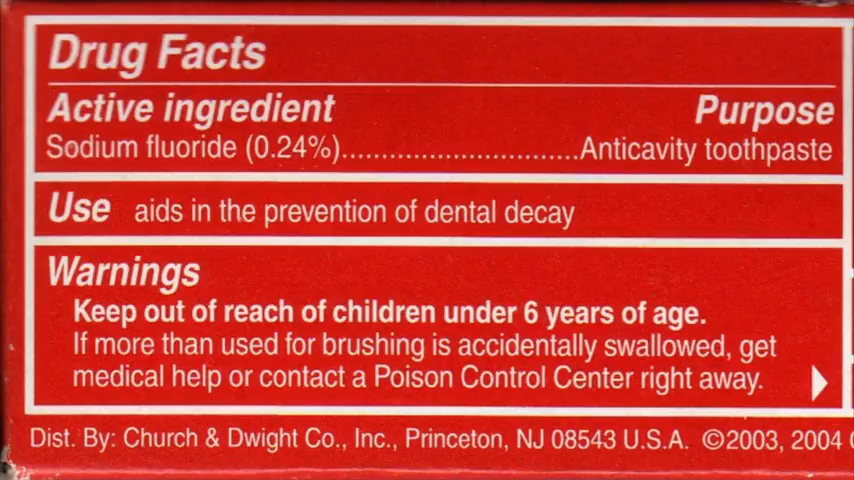 Drug Facts
Active ingredient Purpose
Sodium fluoride (0.24%)..............................Anticavity toothpaste
Use aids in the prevention of dental decay
Warnings
Keep out of reach of children under 6 years of age.
If more than used for brushing is accidentally swallowed, get
medical help or contact a Poison Control Center right away.
Dist. By: Church & Dwight Co., Inc., Princeton, NJ 08543 U.S.A. ©2003, 2004